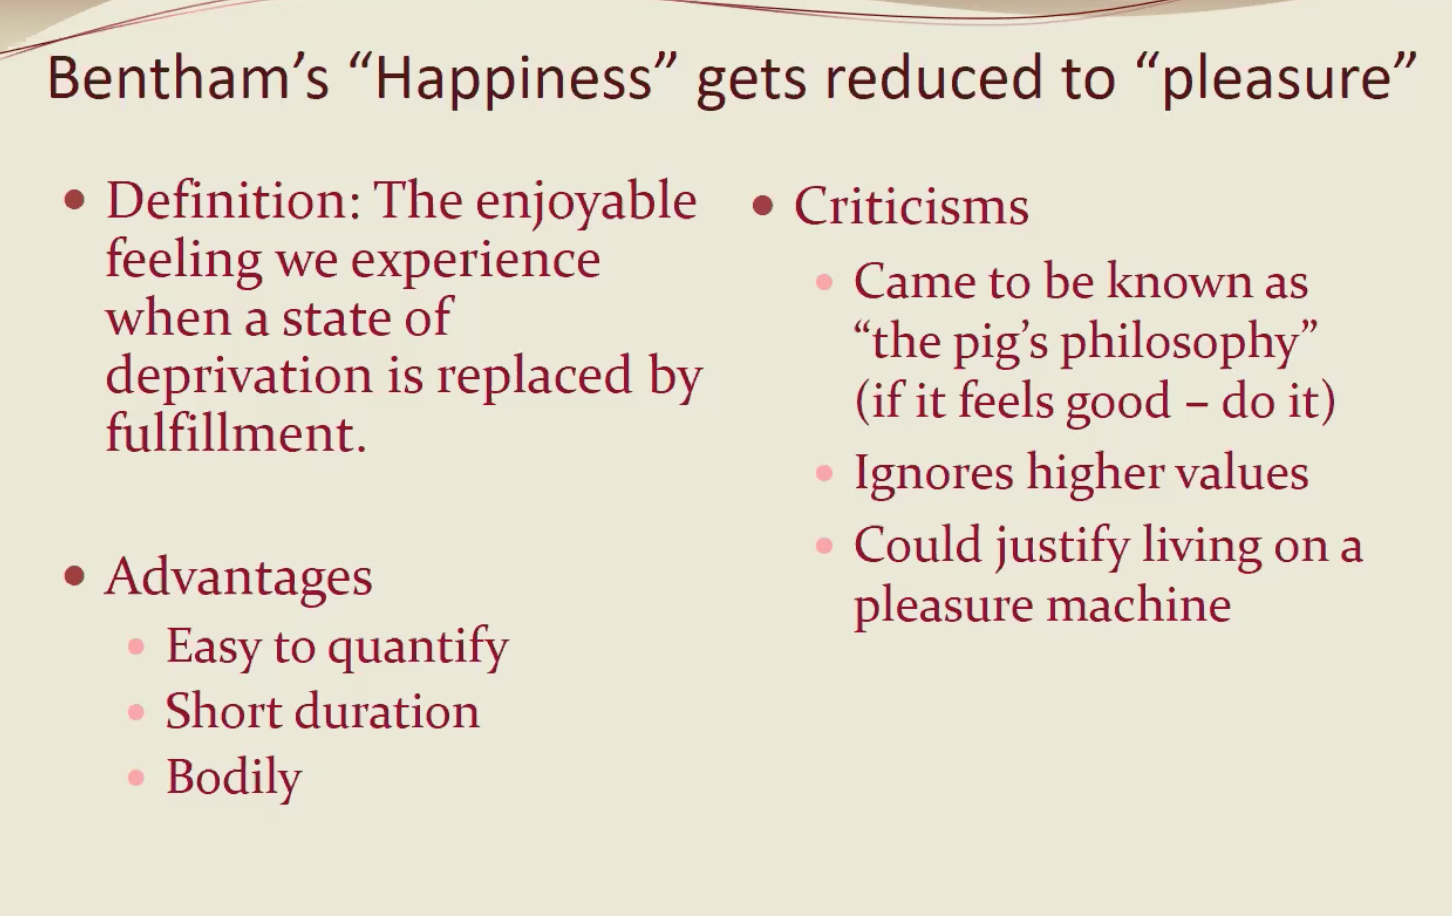 Bentham’s “Happiness” gets reduced to “pleasure”
• Definition: The enjoyable
feeling we experience
when a state of
deprivation is replaced by
fulfillment.
• Advantages
• Easy to quantify
• Short duration
• Bodily
• Criticisms
• Came to be known as
“the pig’s philosophy”
(if it feels good – do it)
• Ignores higher values
• Could justify living on a
pleasure machine